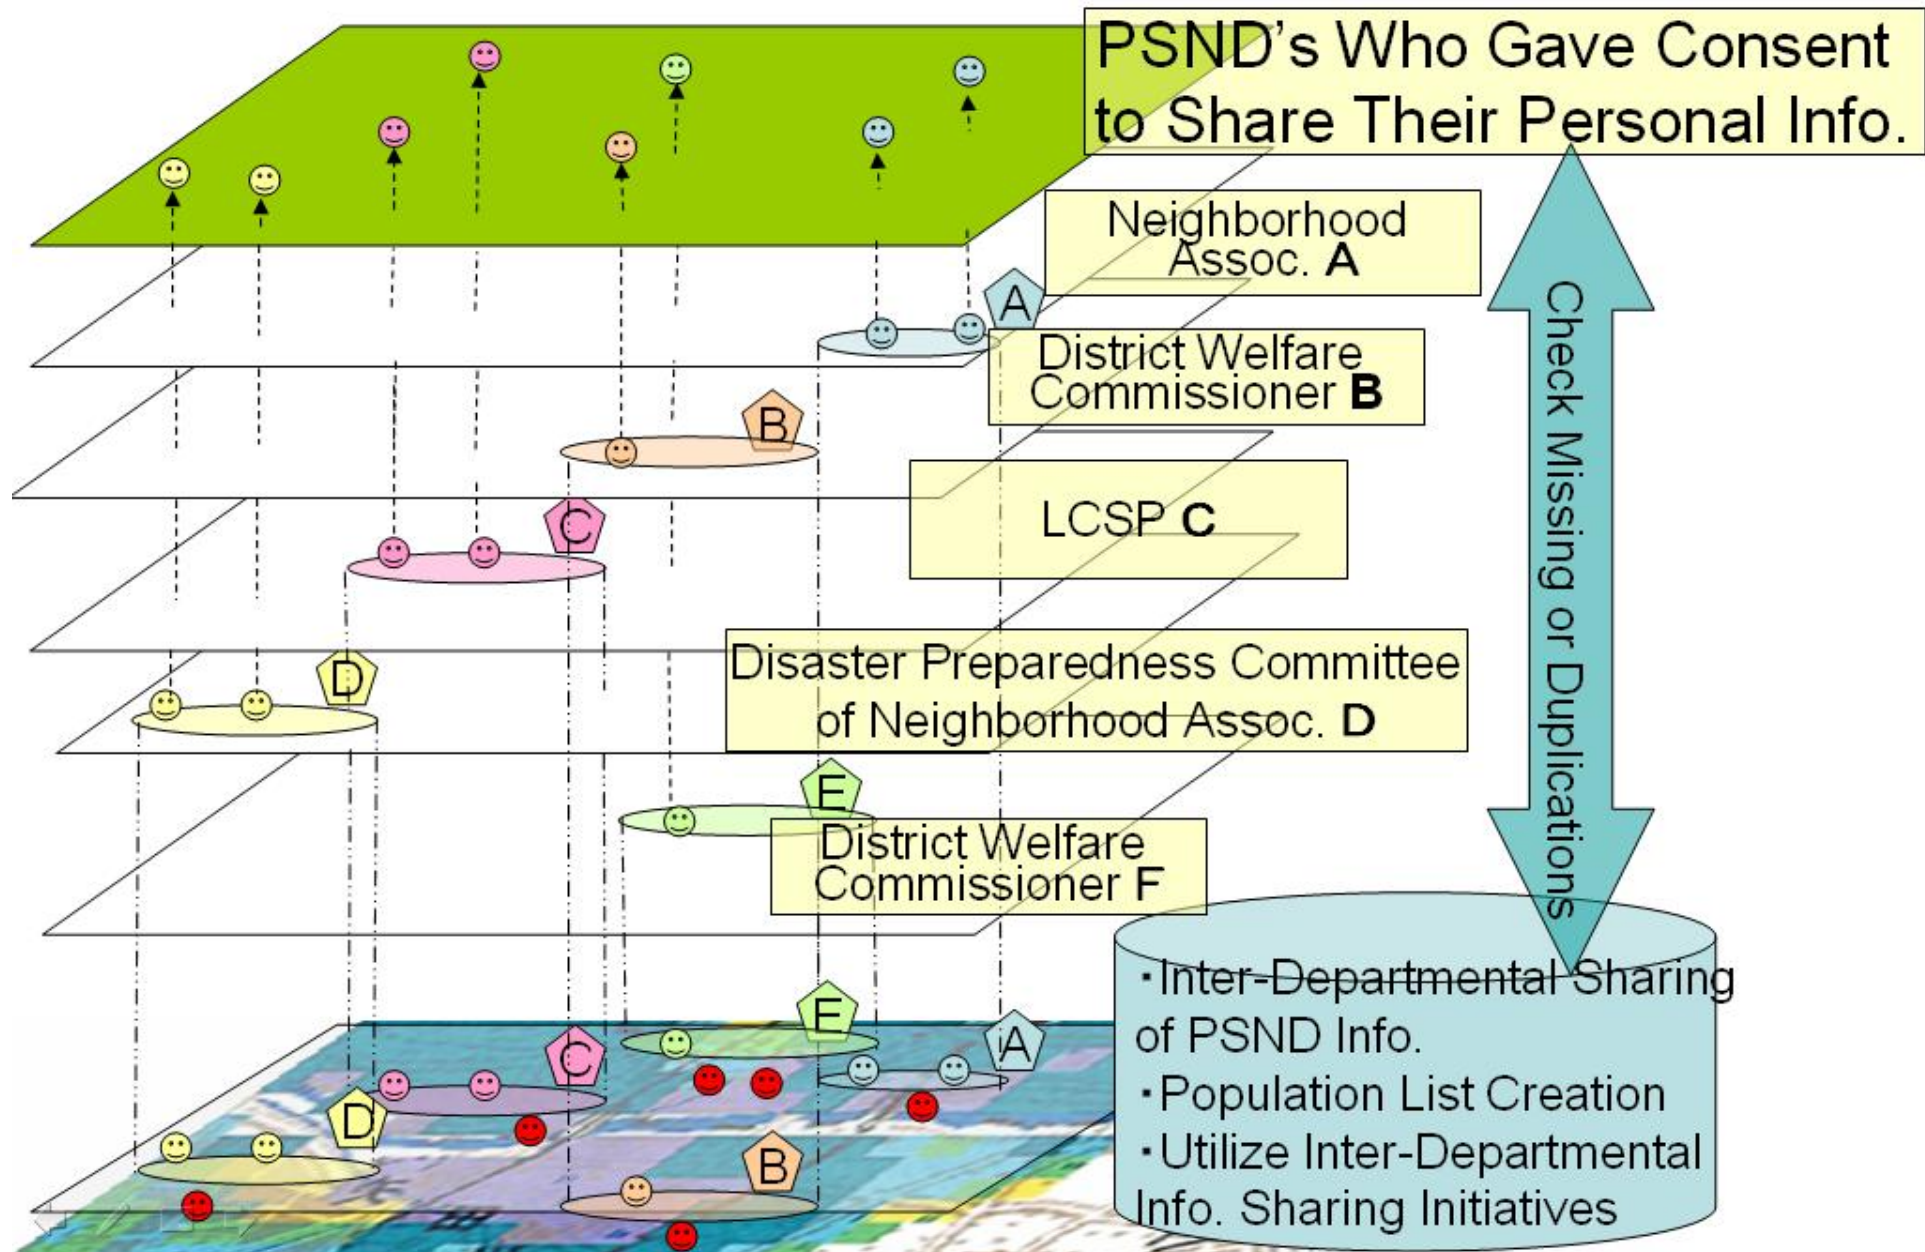 PSND's Who Gave Consent
to Share Their Personal Info.
Neighborhood
Assoc. A
A
District Welfare
Commissioner B
B
LCSP C
C
Disaster Preparedness Committee
of Neighborhood Assoc. D
D
E
District Welfare
Commissioner F
Check Missing or Duplications
・Inter-Departmental Sharing
of PSND Info.
・Population List Creation
・Utilize Inter-Departmental
Info. Sharing Initiatives
E
A
C
D
B